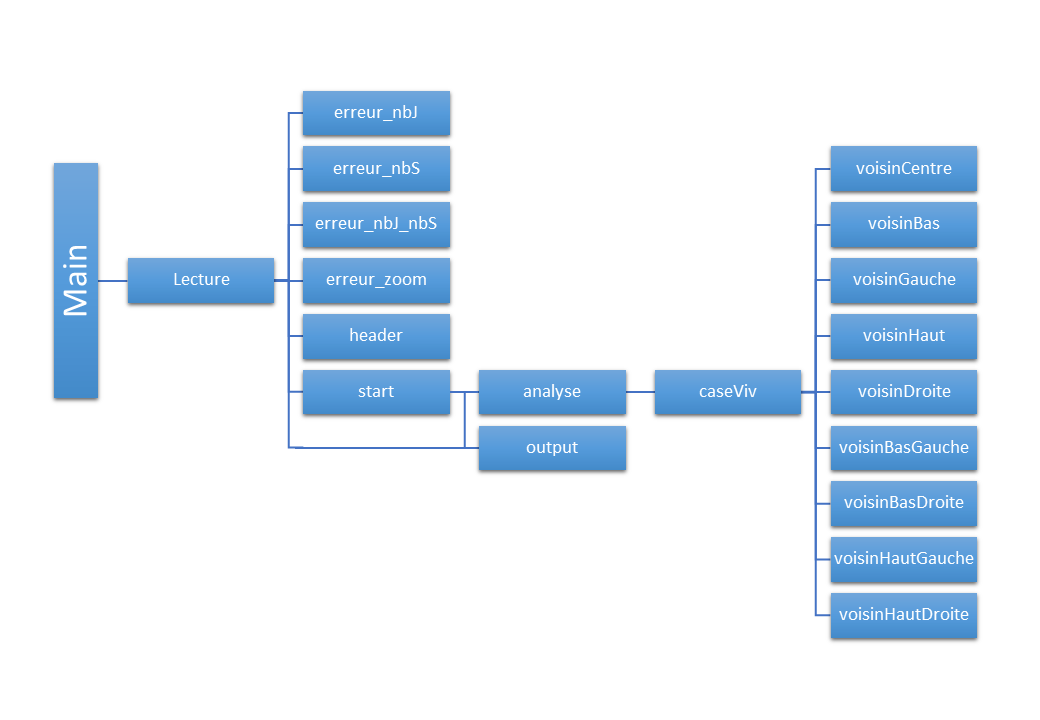 Main
Lecture
erreur_nbJ
erreur_nbS
erreur_nbJ_nbS
erreur_zoom
header
start
analyse
output
caseViv
voisinCentre
voisinBas
voisinGauche
voisinHaut
voisinDroite
voisinBasGauche
voisinBasDroite
voisinHautGauche
voisinHautDroite